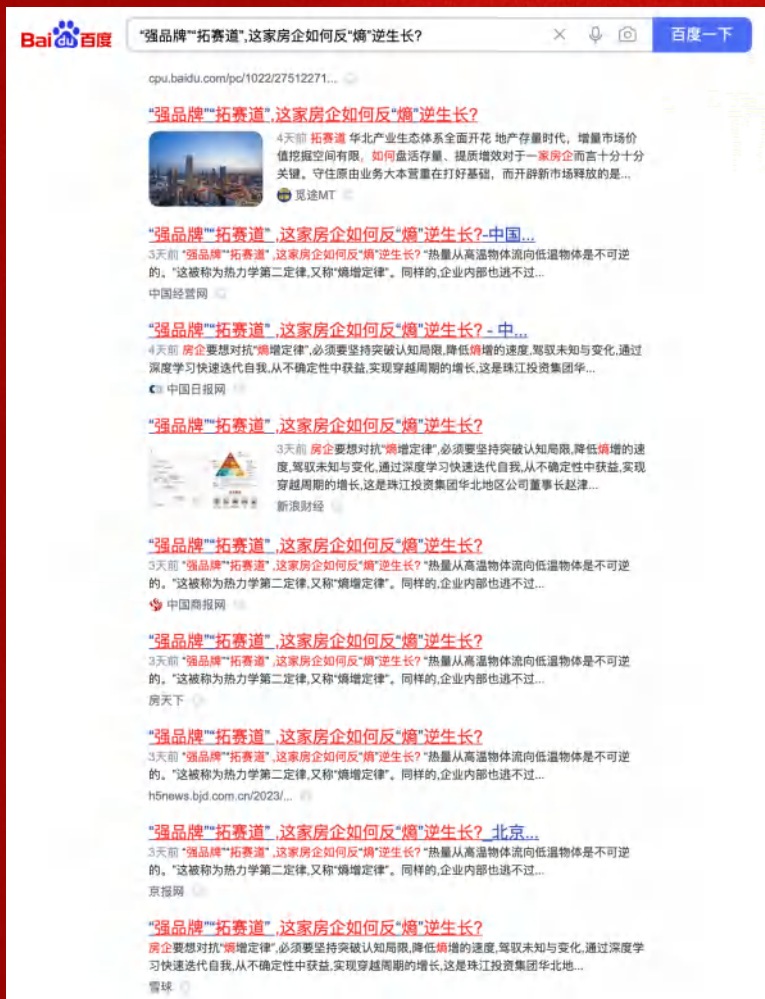 Bai du 百度 "强品牌""拓赛道",这家房企如何反"熵"逆生长? 百度一下
cpu.baidu.com/pc/1022/27512271...
"强品牌""拓赛道",这家房企如何反"熵"逆生长?
4天前 拓赛道 华北产业生态体系全面开花 地产存量时代，增量市场价
值挖掘空间有限，如何盘活存量、提质增效对于一家房企而言十分十分
关键。守住原由业务大本营重在打好基础，而开辟新市场释放的是...
觅途MT
"强品牌""拓赛道",这家房企如何反"熵"逆生长?-中国...
3天前 "强品牌""拓赛道",这家房企如何反"熵"逆生长? "热量从高温物体流向低温物体是不可逆
的。"这被称为热力学第二定律,又称"熵增定律"。同样的,企业内部也逃不过...
中国经营网
"强品牌""拓赛道",这家房企如何反"熵"逆生长? - 中...
4天前 房企要想对抗"熵增定律",必须要坚持突破认知局限,降低熵增的速度,驾驭未知与变化,通过
深度学习快速迭代自我,从不确定性中获益,实现穿越周期的增长,这是珠江投资集团华...
中国日报网
"强品牌""拓赛道",这家房企如何反"熵"逆生长?
3天前 房企要想对抗"熵增定律",必须要坚持突破认知局限,降低熵增的速
度,驾驭未知与变化,通过深度学习快速迭代自我,从不确定性中获益,实现
穿越周期的增长,这是珠江投资集团华北地区公司董事长赵津...
新浪财经
"强品牌""拓赛道",这家房企如何反"熵"逆生长?
3天前 "强品牌""拓赛道",这家房企如何反"熵"逆生长? "热量从高温物体流向低温物体是不可逆
的。"这被称为热力学第二定律,又称"熵增定律"。同样的,企业内部也逃不过...
中国商报网
"强品牌""拓赛道",这家房企如何反"熵"逆生长?
3天前 "强品牌""拓赛道",这家房企如何反"熵"逆生长? "热量从高温物体流向低温物体是不可逆
的。"这被称为热力学第二定律,又称"熵增定律"。同样的,企业内部也逃不过...
房天下
"强品牌""拓赛道",这家房企如何反"熵"逆生长?
3天前 "强品牌""拓赛道",这家房企如何反"熵"逆生长? "热量从高温物体流向低温物体是不可逆
的。"这被称为热力学第二定律,又称"熵增定律"。同样的,企业内部也逃不过...
h5news.bjd.com.cn/2023/...
"强品牌""拓赛道",这家房企如何反"熵"逆生长?_北京...
3天前 "强品牌""拓赛道",这家房企如何反"熵"逆生长? "热量从高温物体流向低温物体是不可逆
的。"这被称为热力学第二定律,又称"熵增定律"。同样的,企业内部也逃不过...
京报网
"强品牌""拓赛道",这家房企如何反"熵"逆生长?
房企要想对抗"熵增定律",必须要坚持突破认知局限,降低熵增的速度,驾驭未知与变化,通过深度学
习快速迭代自我,从不确定性中获益,实现穿越周期的增长,这是珠江投资集团华北地...
雪球